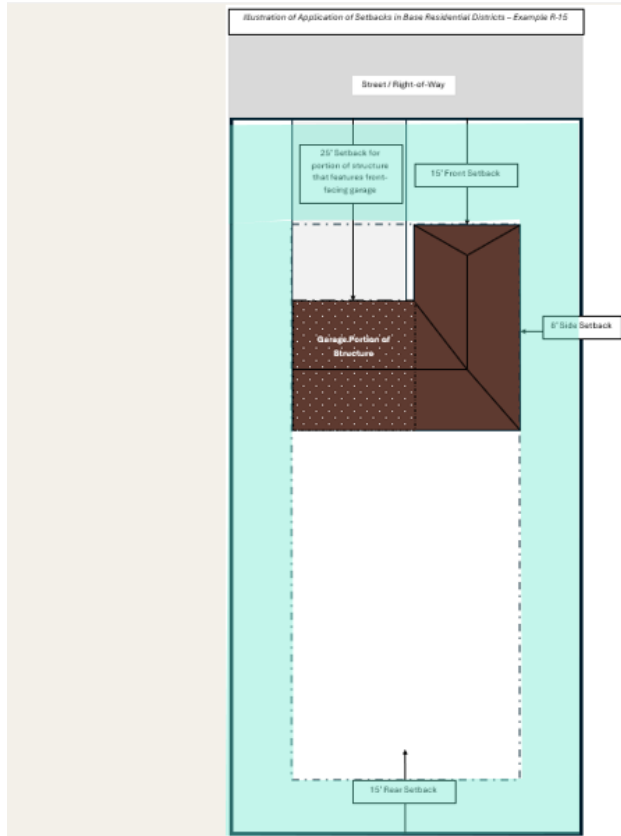 Illustration of Application of Setbacks in Base Residential Districts – Example R-15
Street / Right-of-Way
25' Setback for
portion of structure
that features front-
facing garage
15' Front Setback
Garage Portion of
Structure
8' Side Setback
15' Rear Setback